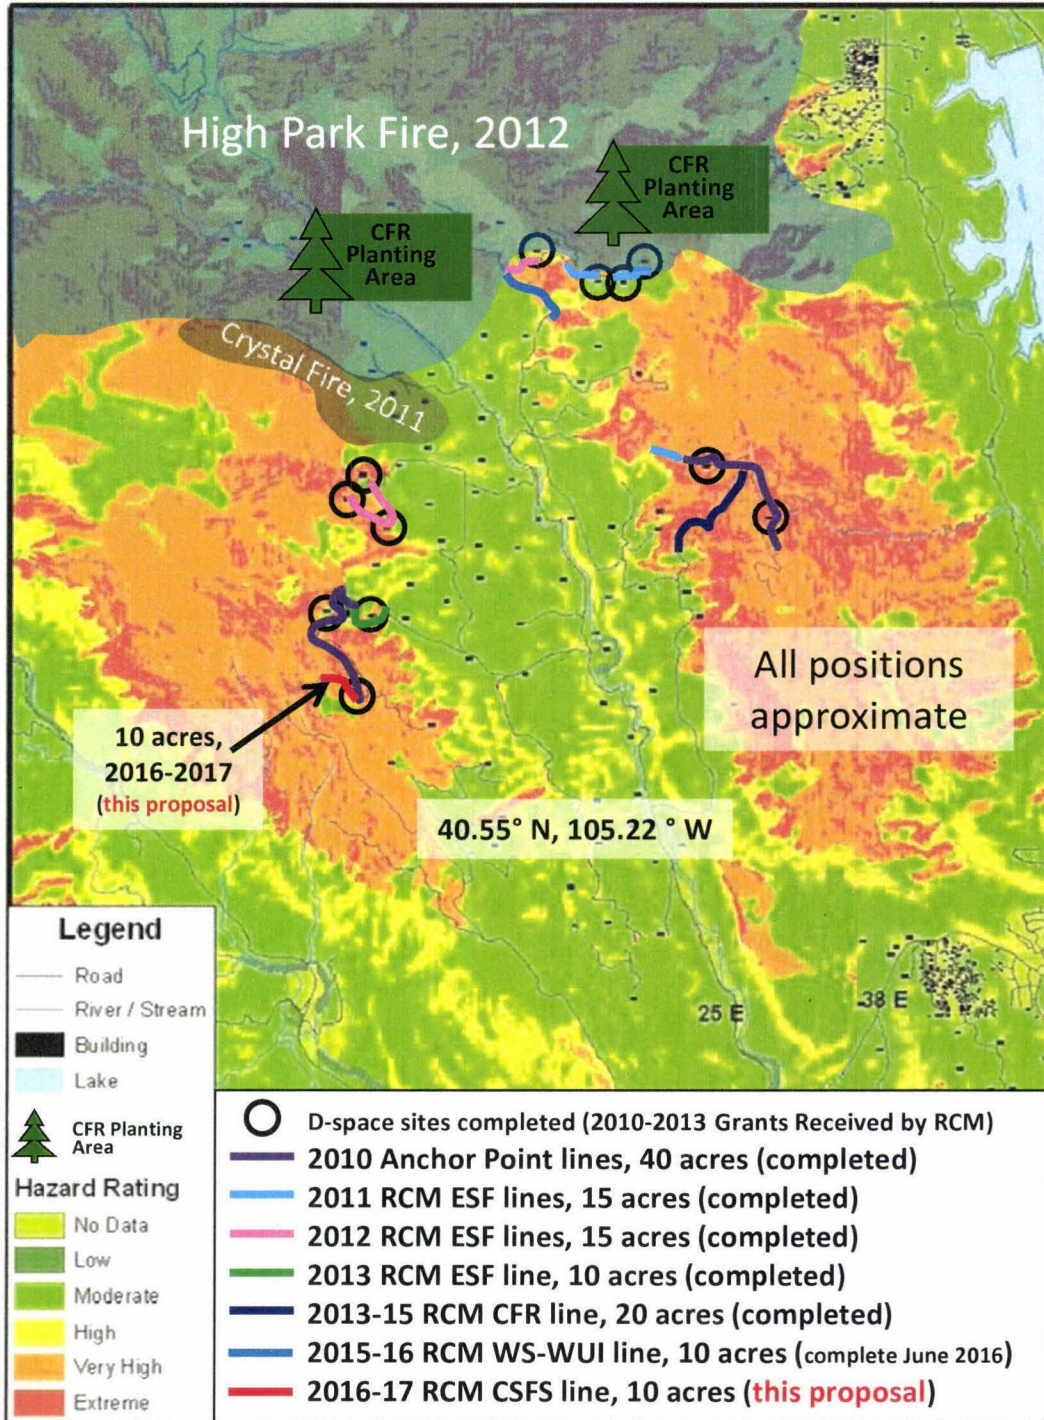 High Park Fire, 2012
CFR
Planting
Area
CFR
Planting
Area
Crystal Fire, 2011
All positions
approximate
10 acres,
2016-2017
(this proposal)
40.55° N, 105.22 ° W
25 E
38 E
Legend
Road
River / Stream
Building
Lake
CFR Planting
Area
Hazard Rating
No Data
Low
Moderate
High
Very High
Extreme
D-space sites completed (2010-2013 Grants Received by RCM)
2010 Anchor Point lines, 40 acres (completed)
2011 RCM ESF lines, 15 acres (completed)
2012 RCM ESF lines, 15 acres (completed)
2013 RCM ESF line, 10 acres (completed)
2013-15 RCM CFR line, 20 acres (completed)
2015-16 RCM WS-WUI line, 10 acres (complete June 2016)
2016-17 RCM CSFS line, 10 acres (this proposal)